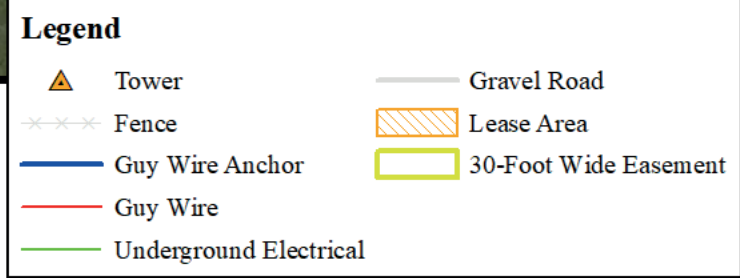 Legend
Tower
Fence
Guy Wire Anchor
Guy Wire
Underground Electrical
Gravel Road
Lease Area
30-Foot Wide Easement